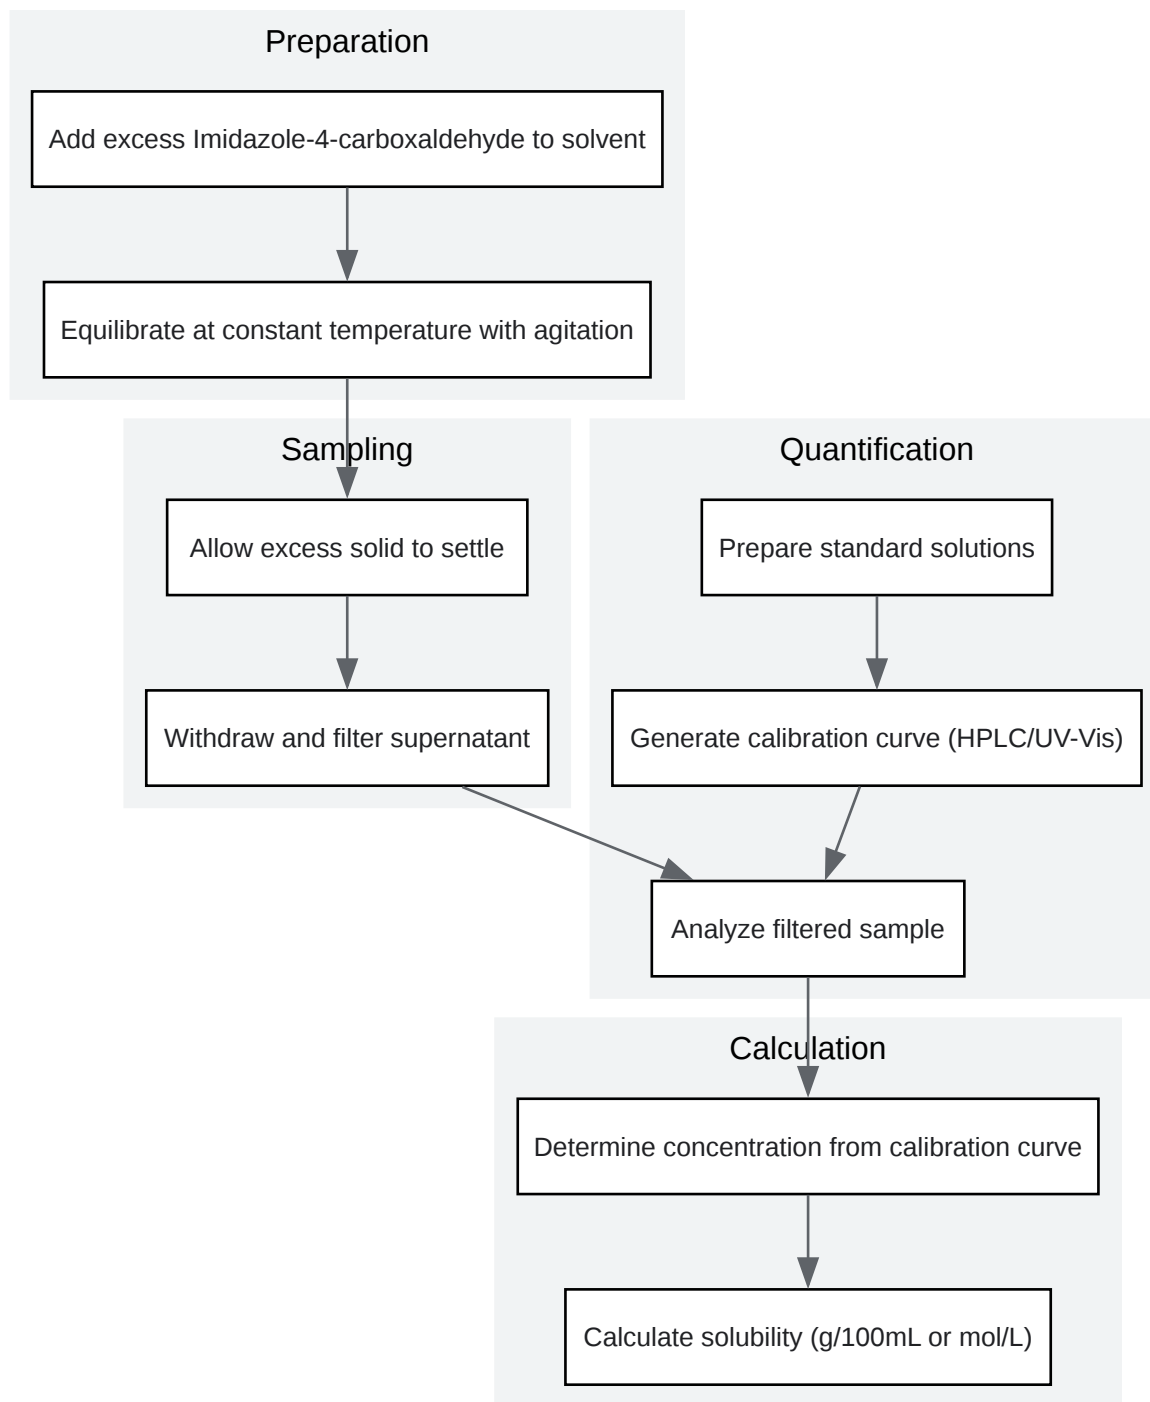 Preparation
Add excess Imidazole-4-carboxaldehyde to solvent
Equilibrate at constant temperature with agitation
Sampling
Allow excess solid to settle
Withdraw and filter supernatant
Quantification
Prepare standard solutions
Generate calibration curve (HPLC/UV-Vis)
Analyze filtered sample
Calculation
Determine concentration from calibration curve
Calculate solubility (g/100mL or mol/L)